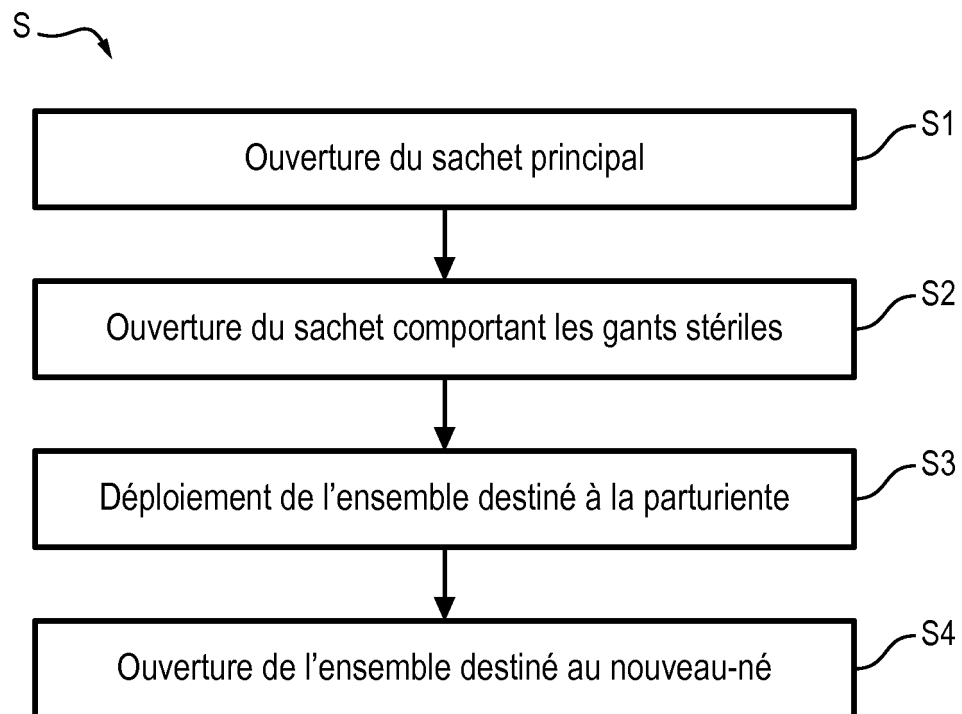 S
Ouverture du sachet principal
S1
Ouverture du sachet comportant les gants stériles
S2
Déploiement de l'ensemble destiné à la parturiente
S3
Ouverture de l'ensemble destiné au nouveau-né
S4